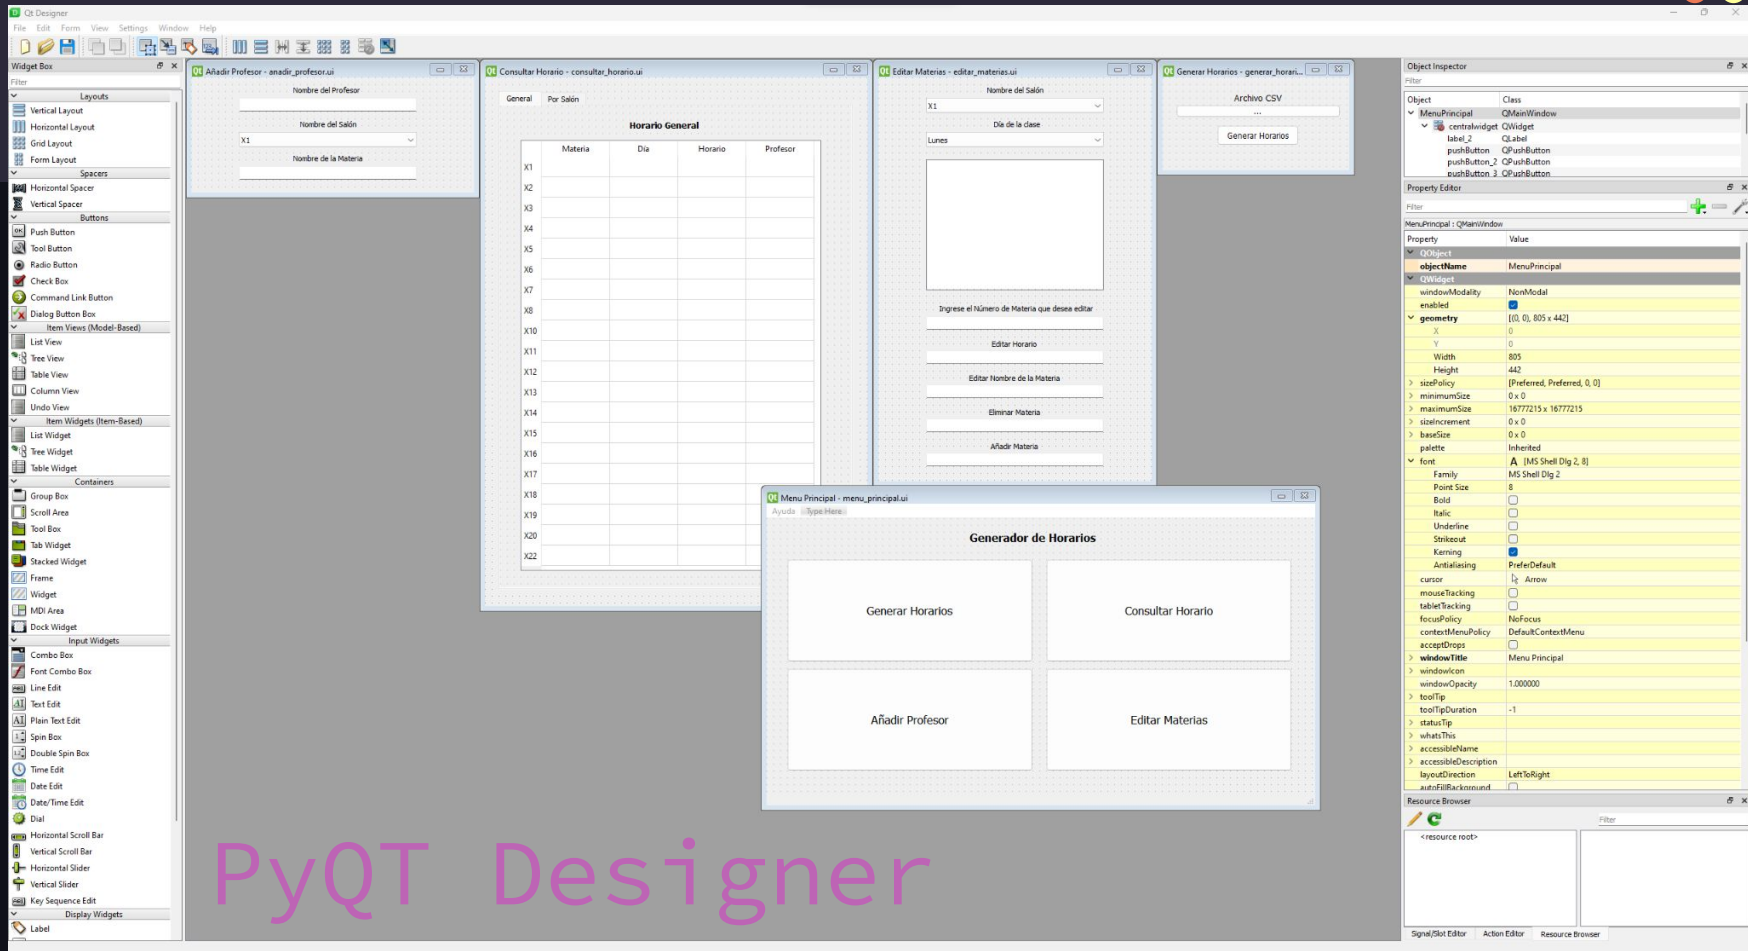 Qt Designer
File Edit Form View Settings Window Help
Widget Box
Filter
Layouts
Vertical Layout
Horizontal Layout
Grid Layout
Form Layout
Spacers
Horizontal Spacer
Vertical Spacer
Buttons
Push Button
Tool Button
Radio Button
Check Box
Command Link Button
Dialog Button Box
Item Views (Model-Based)
List View
Tree View
Table View
Column View
Undo View
Item Widgets (Item-Based)
List Widget
Tree Widget
Table Widget
Containers
Group Box
Scroll Area
Tool Box
Tab Widget
Stacked Widget
Frame
Widget
MDI Area
Dock Widget
Input Widgets
Combo Box
Font Combo Box
Line Edit
Text Edit
Plain Text Edit
Spin Box
Double Spin Box
Time Edit
Date Edit
Date/Time Edit
Dial
Horizontal Scroll Bar
Vertical Scroll Bar
Horizontal Slider
Vertical Slider
Key Sequence Edit
Display Widgets
Label
Añadir Profesor - anadir_profesor.ui
Nombre del Profesor
Nombre del Salón
X1
Nombre de la Materia
Consultar Horario - consultar_horario.ui
General Por Salón
Horario General
Materia Día Horario Profesor
X1
X2
X3
X4
X5
X6
X7
X8
X10
X11
X12
X13
X14
X15
X16
X17
X18
X19
X20
X22
Editar Materias - editar_materias.ui
Nombre del Salón
X1
Día de la clase
Lunes
Ingrese el Número de Materia que desea editar
Editar Horario
Editar Nombre de la Materia
Eliminar Materia
Añadir Materia
Generar Horarios - generar_horari...
Archivo CSV
...
Generar Horarios
Menu Principal - menu_principal.ui
Ayuda Type Here
Generador de Horarios
Generar Horarios Consultar Horario
Añadir Profesor Editar Materias
PyQT Designer
Object Inspector
Filter
Object Class
MenuPrincipal QMainWindow
centralwidget QWidget
label_2 QLabel
pushButton QPushButton
pushButton_2 QPushButton
pushButton_3 QPushButton
Property Editor
Filter
MenuPrincipal : QMainWindow
Property Value
QObject
objectName MenuPrincipal
QWidget
windowModality NonModal
enabled
geometry [(0, 0), 805 x 442]
X 0
Y 0
Width 805
Height 442
sizePolicy [Preferred, Preferred, 0, 0]
minimumSize 0 x 0
maximumSize 16777215 x 16777215
sizeIncrement 0 x 0
baseSize 0 x 0
palette Inherited
font A [MS Shell Dlg 2, 8]
Family MS Shell Dlg 2
Point Size 8
Bold
Italic
Underline
Strikeout
Kerning
Antialiasing PreferDefault
cursor Arrow
mouseTracking
tabletTracking
focusPolicy NoFocus
contextMenuPolicy DefaultContextMenu
acceptDrops
windowTitle Menu Principal
windowIcon
windowOpacity 1.000000
toolTip
toolTipDuration -1
statusTip
whatsThis
accessibleName
accessibleDescription
layoutDirection LeftToRight
autoFillBackground
Resource Browser
Filter
<resource root>
Signal/Slot Editor Action Editor Resource Browser